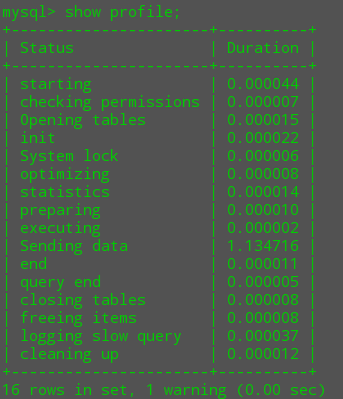 mysql> show profile;
+----------------------+----------+
| Status               | Duration |
+----------------------+----------+
| starting             | 0.000044 |
| checking permissions | 0.000007 |
| Opening tables       | 0.000015 |
| init                 | 0.000022 |
| System lock          | 0.000006 |
| optimizing           | 0.000008 |
| statistics           | 0.000014 |
| preparing            | 0.000010 |
| executing            | 0.000002 |
| Sending data         | 1.134716 |
| end                  | 0.000011 |
| query end            | 0.000005 |
| closing tables       | 0.000008 |
| freeing items        | 0.000008 |
| logging slow query   | 0.000037 |
| cleaning up          | 0.000012 |
+----------------------+----------+
16 rows in set, 1 warning (0.00 sec)